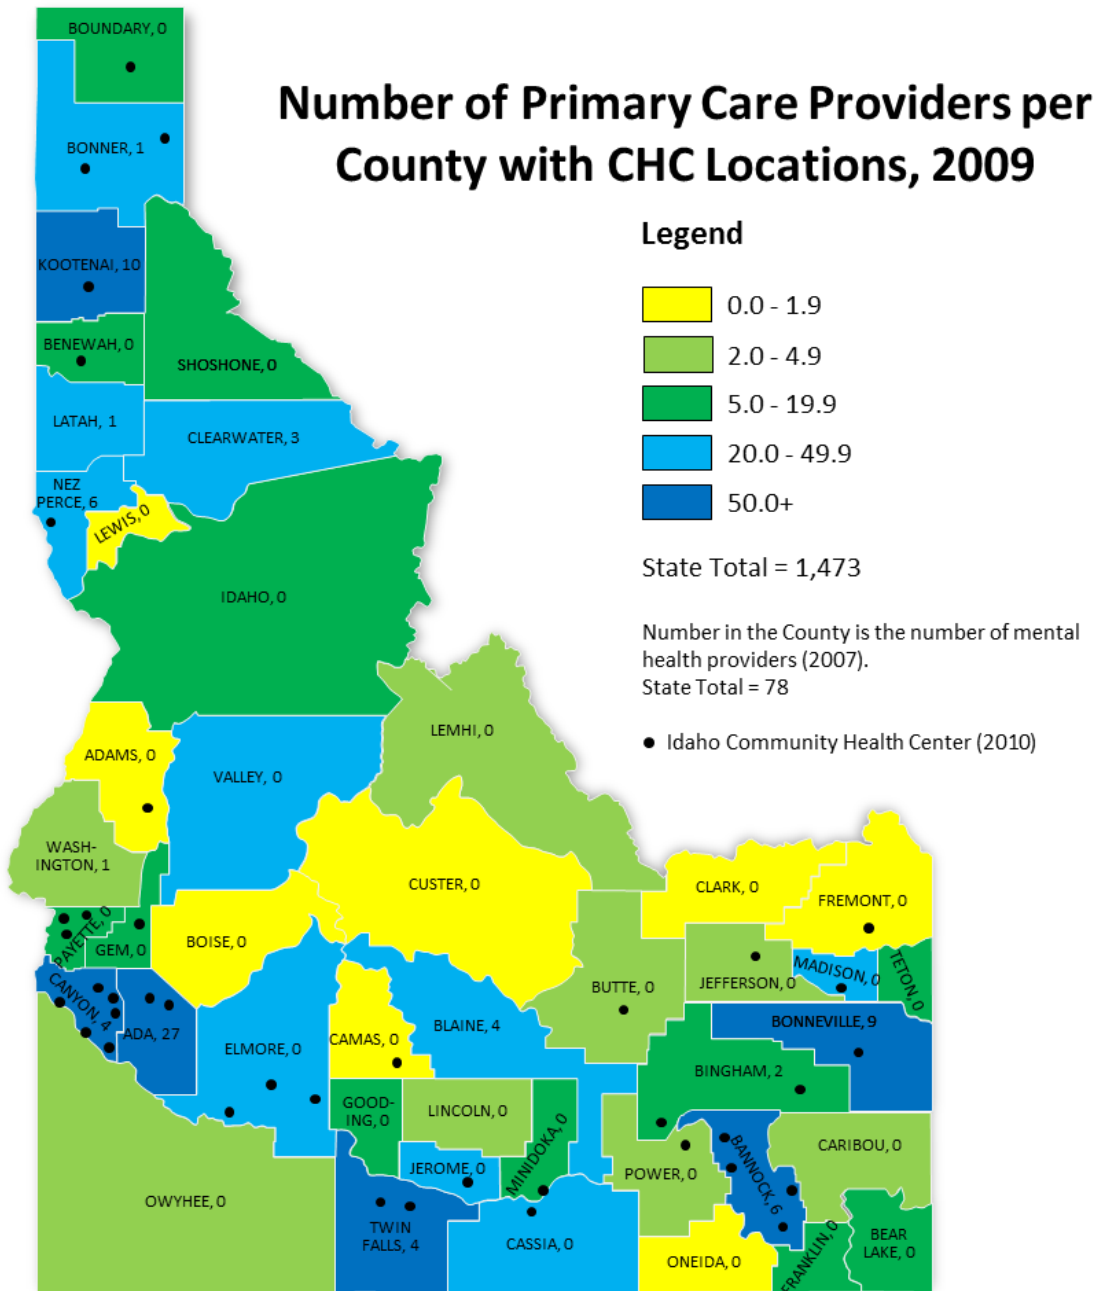 BOUNDARY, 0
Number of Primary Care Providers per
County with CHC Locations, 2009
BONNER, 1
Legend
KOOTENAI, 10
0.0 - 1.9
BENEWAH, 0
2.0 - 4.9
SHOSHONE, 0
5.0 - 19.9
LATAH, 1
CLEARWATER, 3
20.0 - 49.9
NEZ
PERCE, 6
50.0+
LEWIS, 0
State Total = 1,473
IDAHO, 0
Number in the County is the number of mental
health providers (2007).
State Total = 78
LEMHI, 0
Idaho Community Health Center (2010)
ADAMS, 0
VALLEY, 0
WASH-
INGTON, 1
CUSTER, 0
CLARK, 0
FREMONT, 0
PAYETTE, 0
GEM, 0
BOISE, 0
MADISON, 0
TETON, 0
JEFFERSON, 0
BUTTE, 0
CANYON, 4
ADA, 27
BLAINE, 4
BONNEVILLE, 9
CAMAS, 0
ELMORE, 0
BINGHAM, 2
GOOD-
ING, 0
LINCOLN, 0
MINIDOKA, 0
CARIBOU, 0
JEROME, 0
POWER, 0
BANNOCK, 6
OWYHEE, 0
TWIN
FALLS, 4
CASSIA, 0
ONEIDA, 0
FRANKLIN, 0
BEAR
LAKE, 0